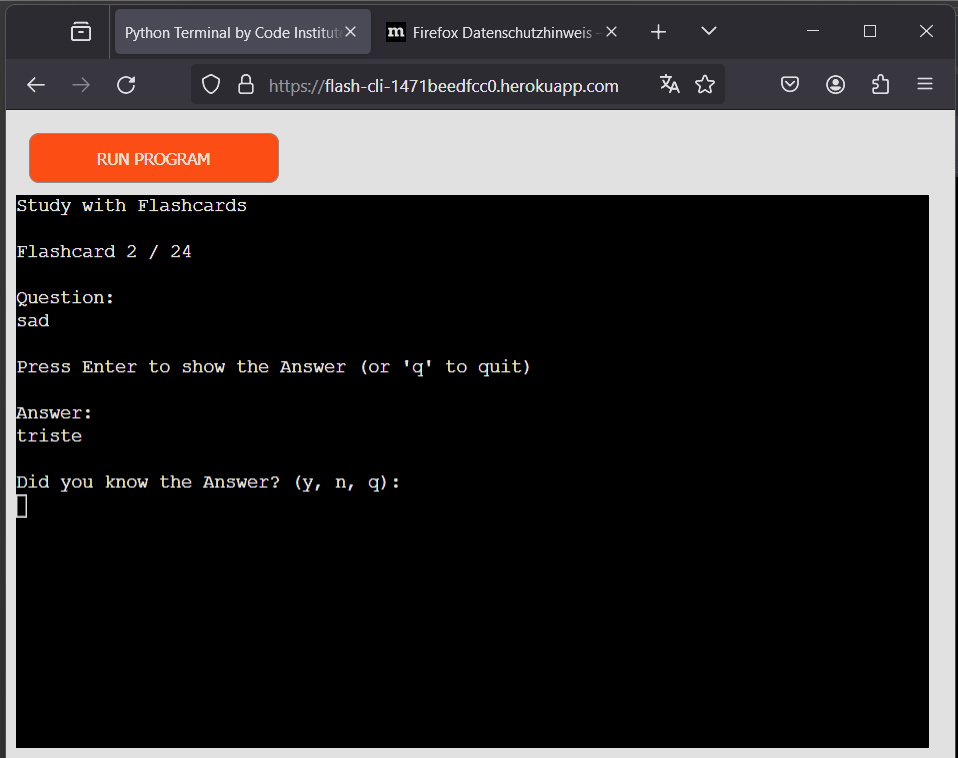 Python Terminal by Code Institut
Firefox Datenschutzhinweis –
https://flash-cli-1471beedfcc0.herokuapp.com
RUN PROGRAM
Study with Flashcards
Flashcard 2 / 24
Question:
sad
Press Enter to show the Answer (or 'q' to quit)
Answer:
triste
Did you know the Answer? (y, n, q):